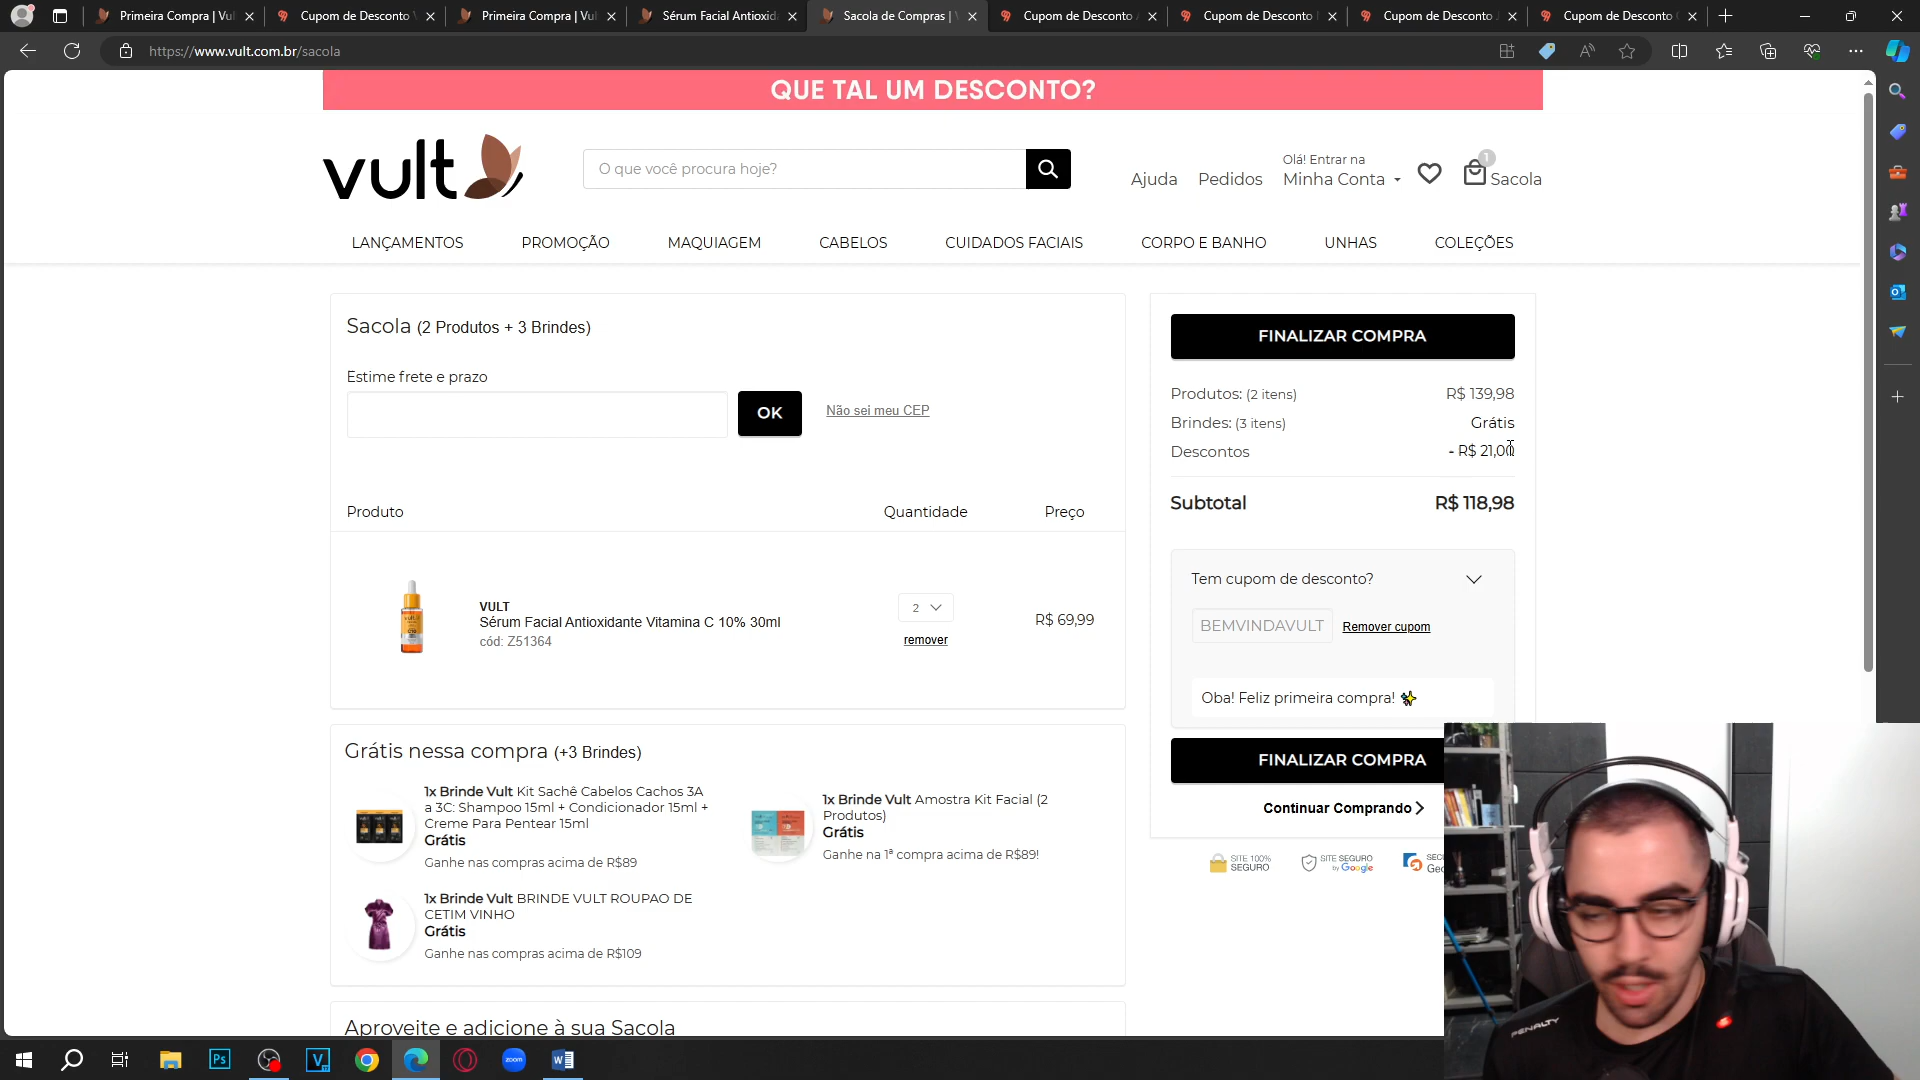 Primeira Compra | Vul
Cupom de Desconto V
Primeira Compra | Vul
Sérum Facial Antioxida
Sacola de Compras | V
Cupom de Desconto
Cupom de Desconto
Cupom de Desconto
Cupom de Desconto
https://www.vult.com.br/sacola
QUE TAL UM DESCONTO?
vult
O que você procura hoje?
Ajuda
Pedidos
Olá! Entrar na
Minha Conta
1
Sacola
LANÇAMENTOS
PROMOÇÃO
MAQUIAGEM
CABELOS
CUIDADOS FACIAIS
CORPO E BANHO
UNHAS
COLEÇÕES
Sacola (2 Produtos + 3 Brindes)
Estime frete e prazo
OK
Não sei meu CEP
Produto
Quantidade
Preço
VULT
Sérum Facial Antioxidante Vitamina C 10% 30ml
cód: Z51364
2
remover
R$ 69,99
Grátis nessa compra (+3 Brindes)
1x Brinde Vult Kit Sachê Cabelos Cachos 3A
a 3C: Shampoo 15ml + Condicionador 15ml +
Creme Para Pentear 15ml
Grátis
Ganhe nas compras acima de R$89
1x Brinde Vult Amostra Kit Facial (2
Produtos)
Grátis
Ganhe na 1ª compra acima de R$89!
1x Brinde Vult BRINDE VULT ROUPAO DE
CETIM VINHO
Grátis
Ganhe nas compras acima de R$109
Aproveite e adicione à sua Sacola
FINALIZAR COMPRA
Produtos: (2 itens)
R$ 139,98
Brindes: (3 itens)
Grátis
Descontos
- R$ 21,00
Subtotal
R$ 118,98
Tem cupom de desconto?
BEMVINDAVULT
Remover cupom
Oba! Feliz primeira compra! ✨
FINALIZAR COMPRA
Continuar Comprando
SITE 100%
SEGURO
SITE SEGURO
by Google
PENALTY
Ps
V
zoom
W